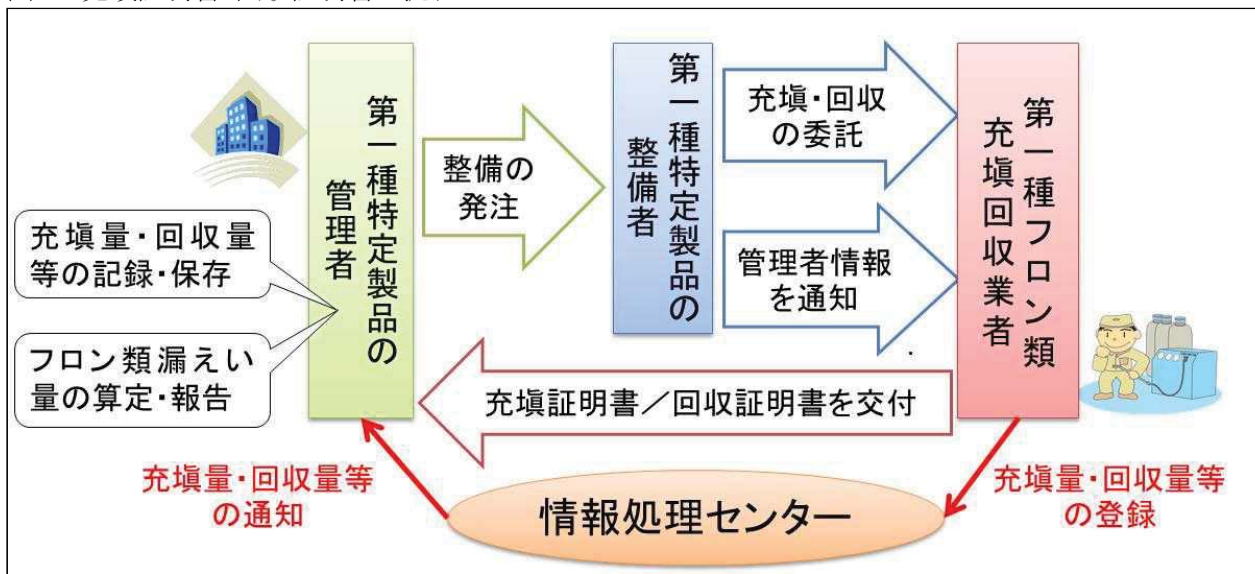 第一種特定製品の
管理者
整備の
発注
第一種特定製品の
整備者
充塡・回収
の委託
管理者情報
を通知
第一種フロン類
充塡回収業者
充塡量・回収量
等の記録・保存
フロン類漏えい
量の算定・報告
充塡証明書／回収証明書を交付
充塡量・回収量等
の通知
情報処理センター
充塡量・回収量等
の登録